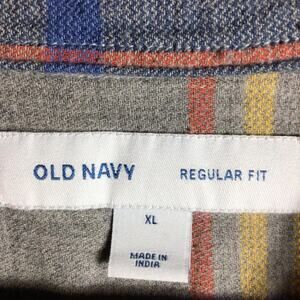 OLD NAVY REGULAR FIT
XL
MADE IN
INDIA